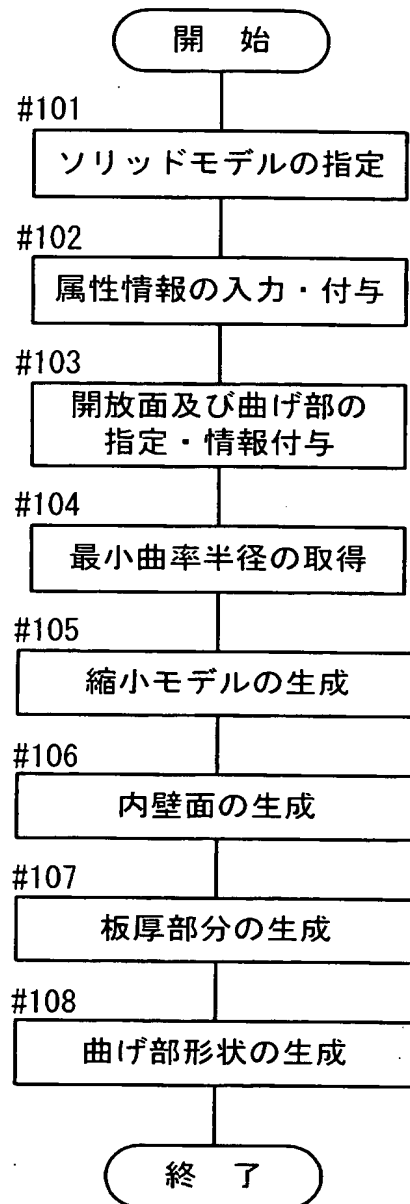 開 始
#101
ソリッドモデルの指定
#102
属性情報の入力・付与
#103
開放面及び曲げ部の
指定・情報付与
#104
最小曲率半径の取得
#105
縮小モデルの生成
#106
内壁面の生成
#107
板厚部分の生成
#108
曲げ部形状の生成
終 了